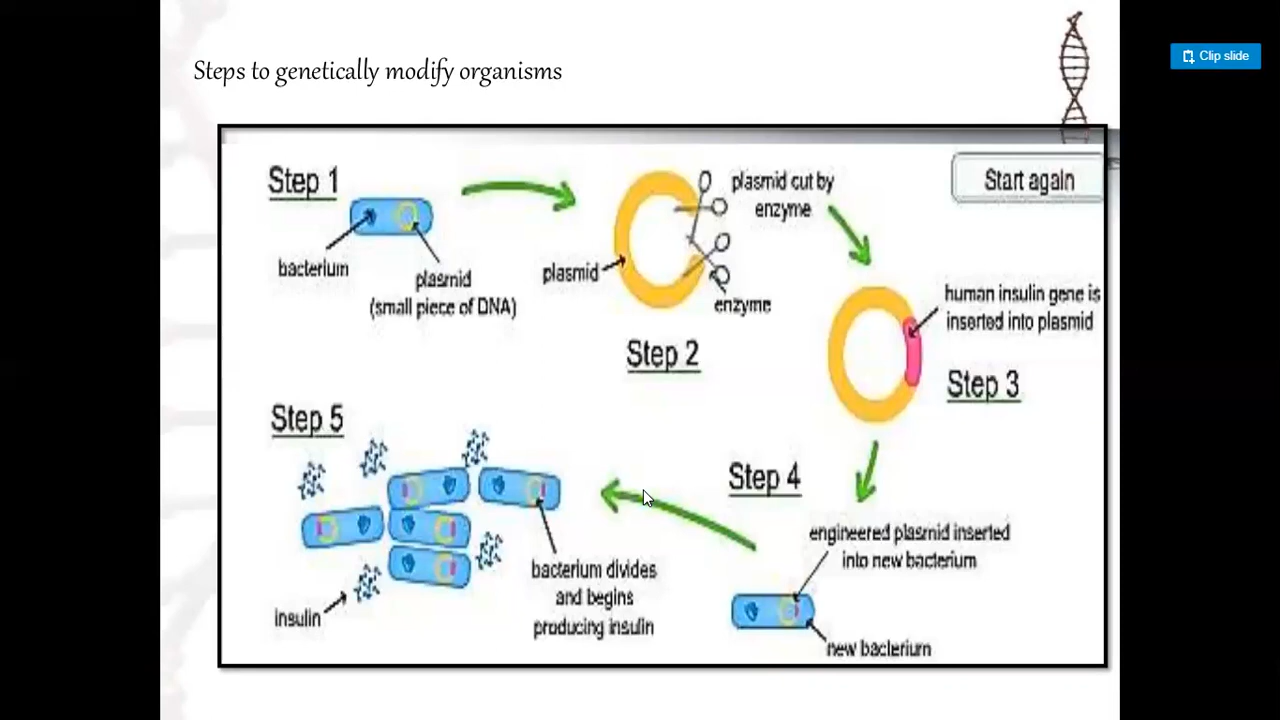 Clip slide
Steps to genetically modify organisms
Start again
Step 1
bacterium
plasmid
(small piece of DNA)
plasmid cut by
enzyme
plasmid
enzyme
Step 2
human insulin gene is
inserted into plasmid
Step 3
Step 4
engineered plasmid inserted
into new bacterium
new bacterium
Step 5
bacterium divides
and begins
producing insulin
insulin